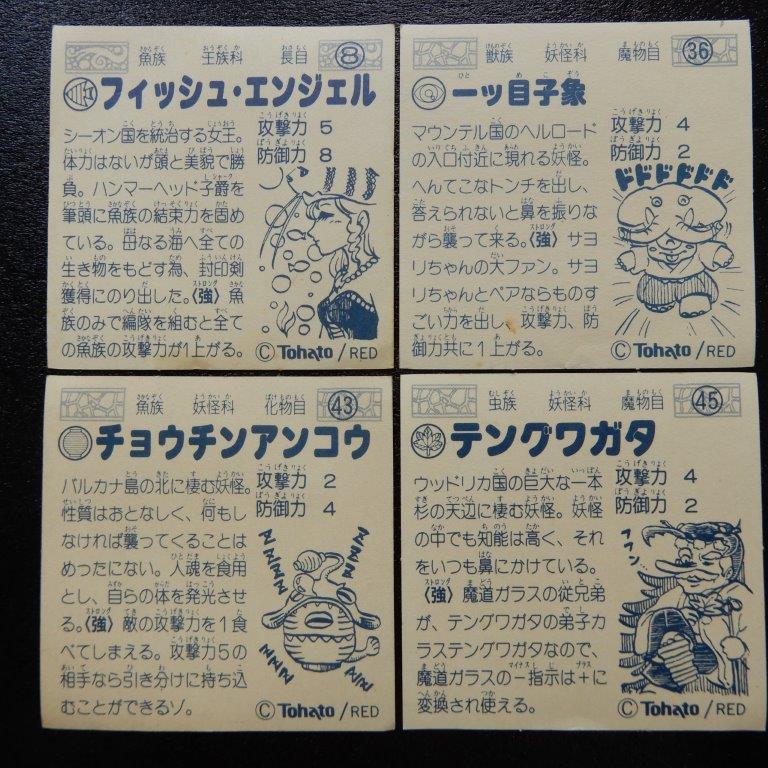 魚族 王族科 長目 8
フィッシュ・エンジェル
シーオン国を統治する女王。
体力はないが頭と美貌で勝
負。ハンマーヘッド子爵を
筆頭に魚族の結束力を固め
ている。母なる海へ全ての
生き物をもどす為、封印剣
獲得にのり出した。〈強〉魚
族のみで編隊を組むと全て
の魚族の攻撃力が1上がる。
攻撃力 5
防御力 8
©Tohato/RED
獣族 妖怪科 魔物目 36
一ッ目子象
マウンテル国のヘルロード
の入口付近に現れる妖怪。
へんてこなトンチを出し、
答えられないと鼻を振りな
がら襲って来る。〈強〉サヨ
リちゃんの大ファン。サヨ
リちゃんとペアならものす
ごい力を出し、攻撃力、防
御力共に1上がる。
攻撃力 4
防御力 2
ドドドドドド
©Tohato/RED
魚族 妖怪科 化物目 43
チョウチンアンコウ
バルカナ島の北に棲む妖怪。
性質はおとなしく、何もし
なければ襲ってくることは
めったにない。人魂を食用
とし、自らの体を発光させ
る。〈強〉敵の攻撃力を1食
べてしまえる。攻撃力5の
相手なら引き分けに持ち込
むことができるゾ。
攻撃力 2
防御力 4
ZZZZZ
ZZZZZ
ZZZ
ZZZ
©Tohato/RED
虫族 妖怪科 魔物目 45
テングワガタ
ウッドリカ国の巨大な一本
杉の天辺に棲む妖怪。妖怪
の中でも知能は高く、それ
をいつも鼻にかけている。
〈強〉魔道ガラスの従兄弟
が、テングワガタの弟子カ
ラステングワガタなので、
魔道ガラスの－指示は＋に
変換され使える。
攻撃力 4
防御力 2
フフン
©Tohato/RED